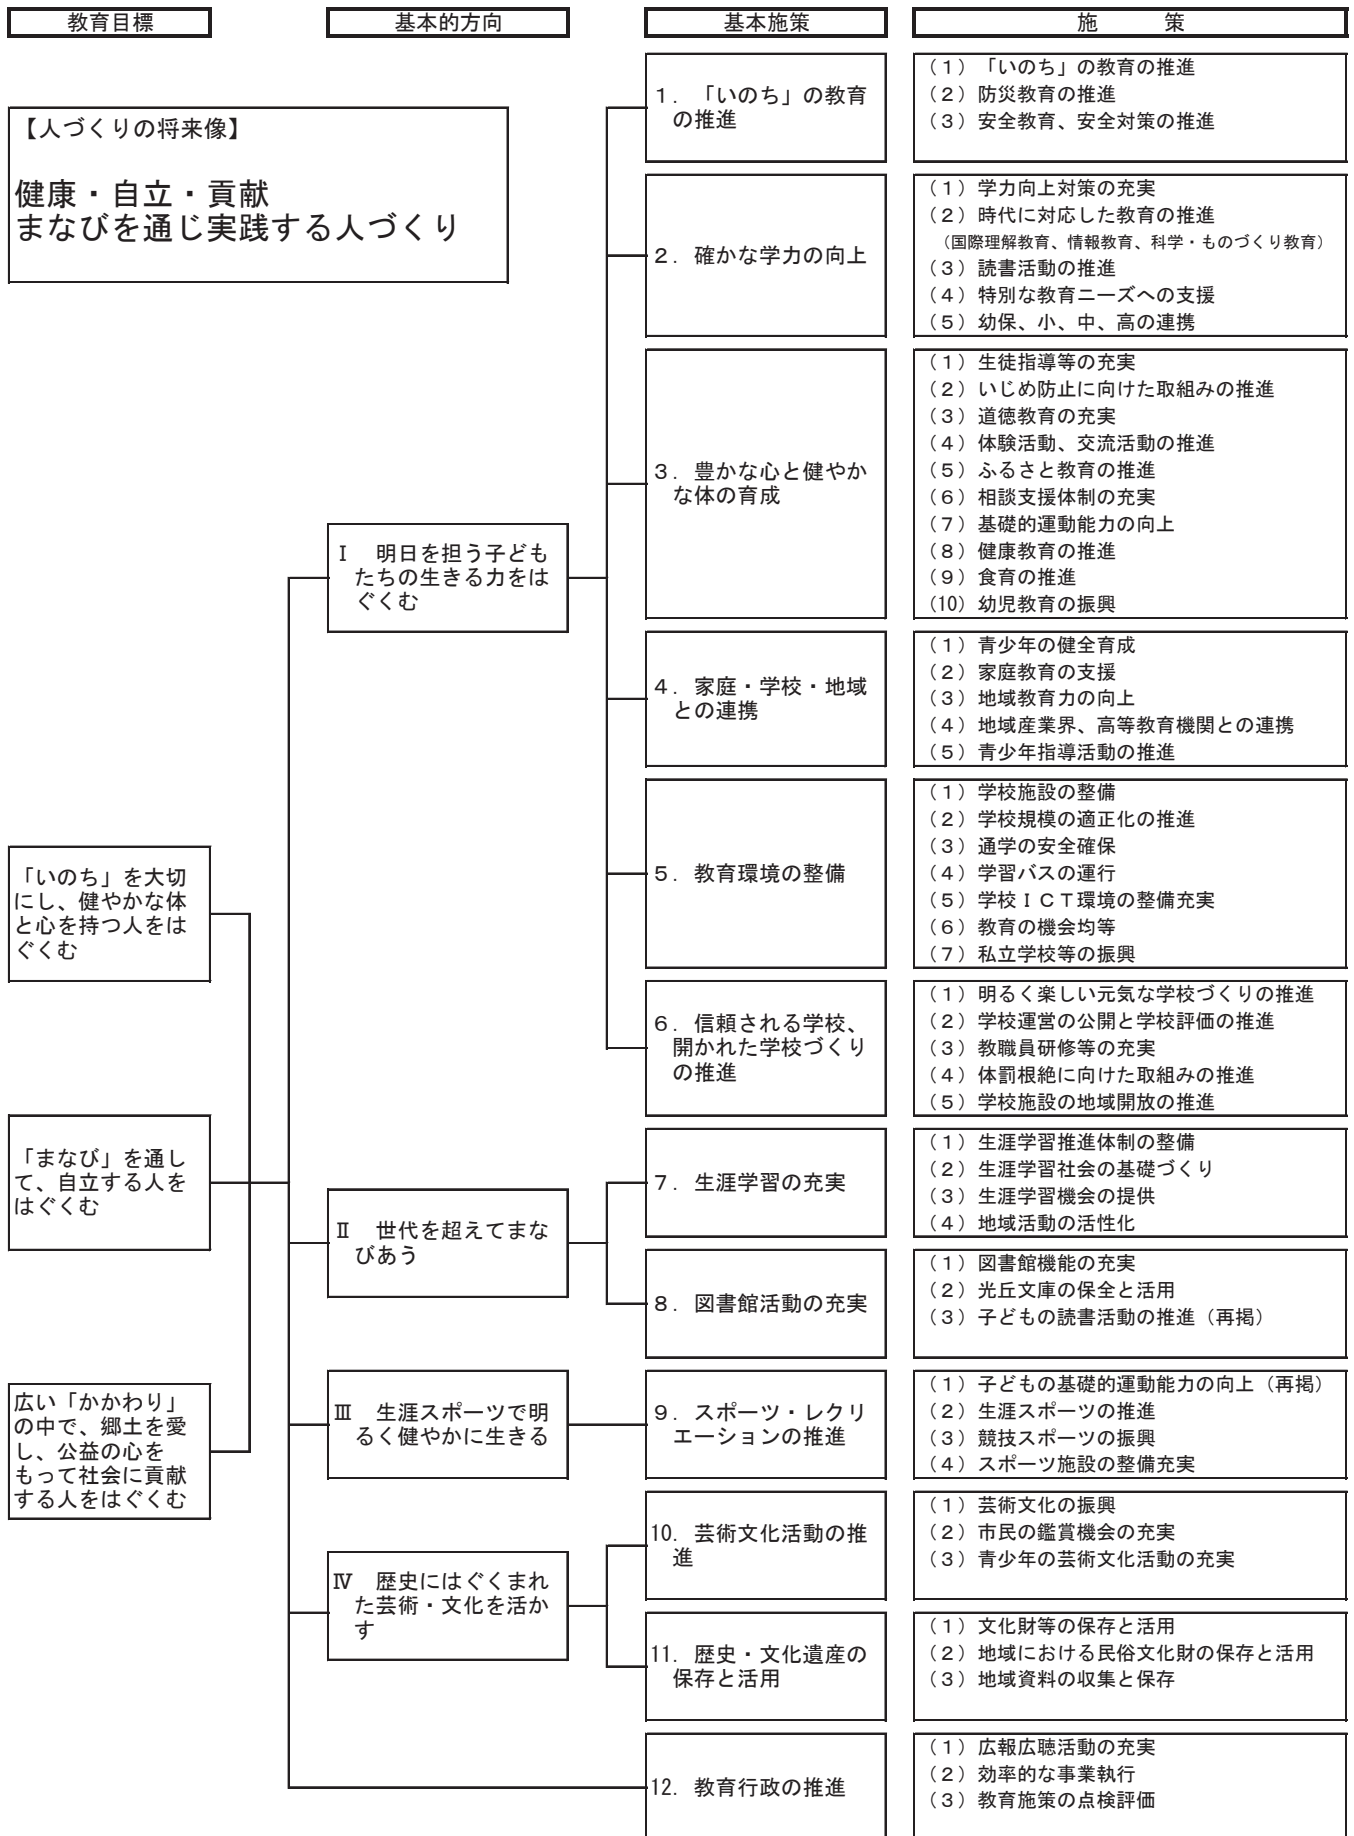 教育目標
基本的方向
基本施策
施　　　策
【人づくりの将来像】
健康・自立・貢献
まなびを通じ実践する人づくり
「いのち」を大切
にし、健やかな体
と心を持つ人をは
ぐくむ
「まなび」を通し
て、自立する人を
はぐくむ
広い「かかわり」
の中で、郷土を愛
し、公益の心を
もって社会に貢献
する人をはぐくむ
Ⅰ　明日を担う子ども
たちの生きる力をは
ぐくむ
Ⅱ　世代を超えてまな
びあう
Ⅲ　生涯スポーツで明
るく健やかに生きる
Ⅳ　歴史にはぐくまれ
た芸術・文化を活か
す
１．「いのち」の教育
の推進
（１）「いのち」の教育の推進
（２）防災教育の推進
（３）安全教育、安全対策の推進
２．確かな学力の向上
（１）学力向上対策の充実
（２）時代に対応した教育の推進
（国際理解教育、情報教育、科学・ものづくり教育）
（３）読書活動の推進
（４）特別な教育ニーズへの支援
（５）幼保、小、中、高の連携
３．豊かな心と健やか
な体の育成
（１）生徒指導等の充実
（２）いじめ防止に向けた取組みの推進
（３）道徳教育の充実
（４）体験活動、交流活動の推進
（５）ふるさと教育の推進
（６）相談支援体制の充実
（７）基礎的運動能力の向上
（８）健康教育の推進
（９）食育の推進
（10）幼児教育の振興
４．家庭・学校・地域
との連携
（１）青少年の健全育成
（２）家庭教育の支援
（３）地域教育力の向上
（４）地域産業界、高等教育機関との連携
（５）青少年指導活動の推進
５．教育環境の整備
（１）学校施設の整備
（２）学校規模の適正化の推進
（３）通学の安全確保
（４）学習バスの運行
（５）学校ＩＣＴ環境の整備充実
（６）教育の機会均等
（７）私立学校等の振興
６．信頼される学校、
開かれた学校づくり
の推進
（１）明るく楽しい元気な学校づくりの推進
（２）学校運営の公開と学校評価の推進
（３）教職員研修等の充実
（４）体罰根絶に向けた取組みの推進
（５）学校施設の地域開放の推進
７．生涯学習の充実
（１）生涯学習推進体制の整備
（２）生涯学習社会の基礎づくり
（３）生涯学習機会の提供
（４）地域活動の活性化
８．図書館活動の充実
（１）図書館機能の充実
（２）光丘文庫の保全と活用
（３）子どもの読書活動の推進（再掲）
９．スポーツ・レクリ
エーションの推進
（１）子どもの基礎的運動能力の向上（再掲）
（２）生涯スポーツの推進
（３）競技スポーツの振興
（４）スポーツ施設の整備充実
10．芸術文化活動の推
進
（１）芸術文化の振興
（２）市民の鑑賞機会の充実
（３）青少年の芸術文化活動の充実
11．歴史・文化遺産の
保存と活用
（１）文化財等の保存と活用
（２）地域における民俗文化財の保存と活用
（３）地域資料の収集と保存
12．教育行政の推進
（１）広報広聴活動の充実
（２）効率的な事業執行
（３）教育施策の点検評価